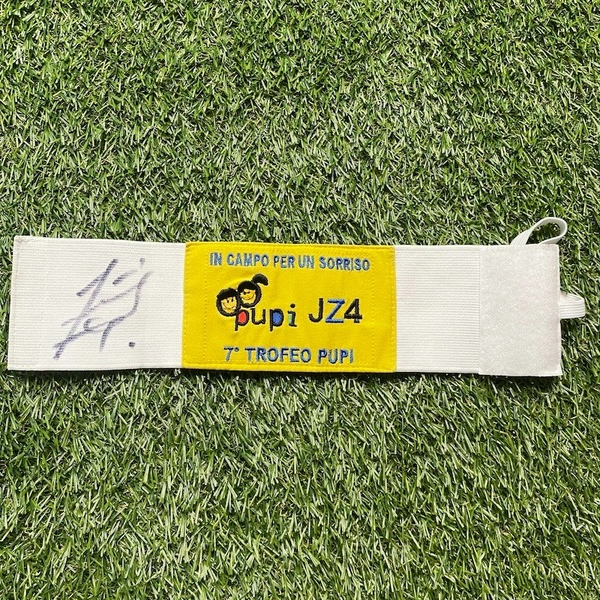 IN CAMPO PER UN SORRISO
pupi JZ4
7° TROFEO PUPI